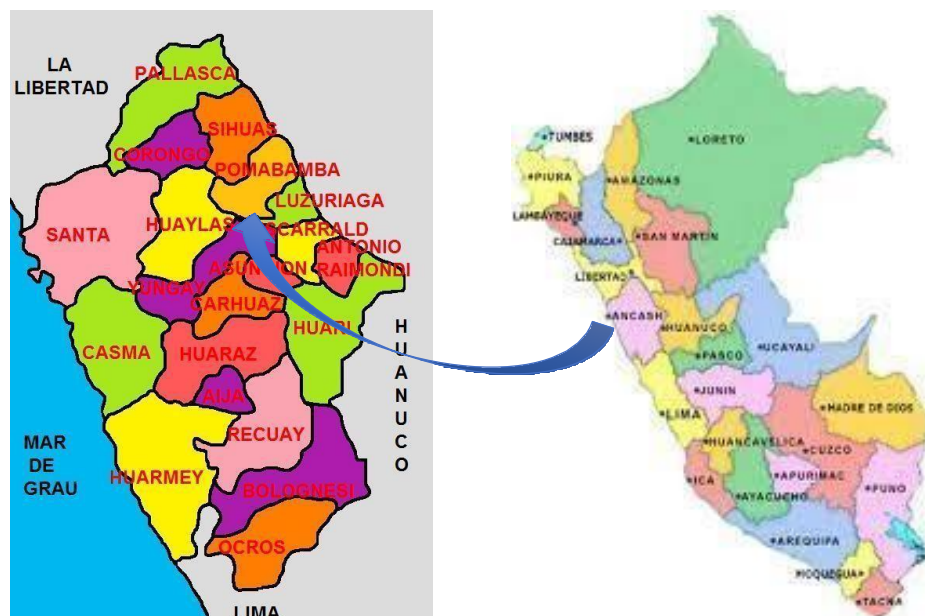 LA
LIBERTAD
PALLASCA
SIHUAS
CORONGO
POMABAMBA
LUZURIAGA
HUAYLAS
SCARRALD
SANTA
ANTONIO
RAIMONDI
ASUNCION
YUNGAY
CARHUAZ
HUARI
CASMA
HUARAZ
HUANUCO
AIJA
RECUAY
MAR
DE
GRAU
HUARMEY
BOLOGNESI
OCROS
LIMA
TUMBES
LORETO
PIURA
AMAZONAS
LAMBAYEQUE
CAJAMARCA
SAN MARTIN
LIBERTAD
ANCASH
HUANUCO
UCAYALI
PASCO
JUNIN
LIMA
MADRE DE DIOS
HUANCAVELICA
CUZCO
ICA
APURIMAC
PUNO
AYACUCHO
AREQUIPA
MOQUEGUA
TACNA